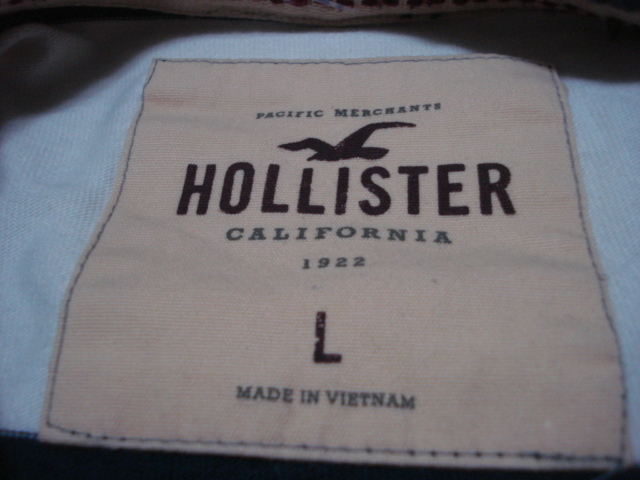 PACIFIC MERCHANTS
HOLLISTER
CALIFORNIA
1922
L
MADE IN VIETNAM